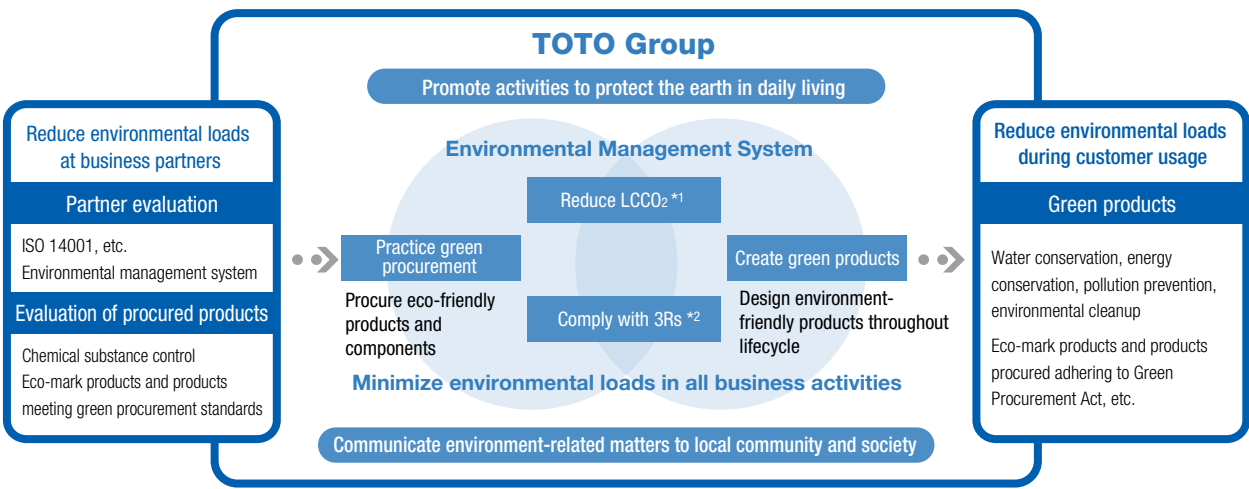 TOTO Group
Promote activities to protect the earth in daily living
Reduce environmental loads
at business partners
Partner evaluation
ISO 14001, etc.
Environmental management system
Evaluation of procured products
Chemical substance control
Eco-mark products and products
meeting green procurement standards
Environmental Management System
Reduce LCCO₂ *1
Practice green
procurement
Procure eco-friendly
products and
components
Comply with 3Rs *2
Create green products
Design environment-
friendly products throughout
lifecycle
Minimize environmental loads in all business activities
Communicate environment-related matters to local community and society
Reduce environmental loads
during customer usage
Green products
Water conservation, energy
conservation, pollution prevention,
environmental cleanup
Eco-mark products and products
procured adhering to Green
Procurement Act, etc.